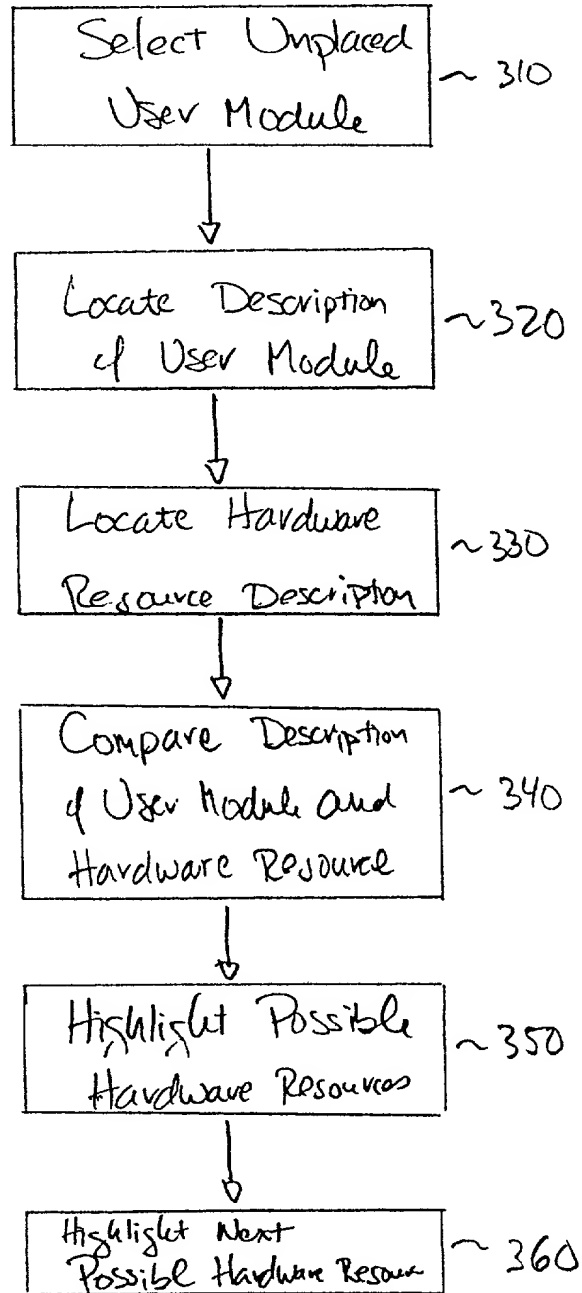 Select Unplaced
User Module
~ 310
Locate Description
of User Module
~320
Locate Hardware
Resource Description
~330
Compare Description
of User Module and
Hardware Resource
~ 340
Highlight Possible
Hardware Resources
~ 350
Highlight Next
Possible Hardware Resource
~ 360